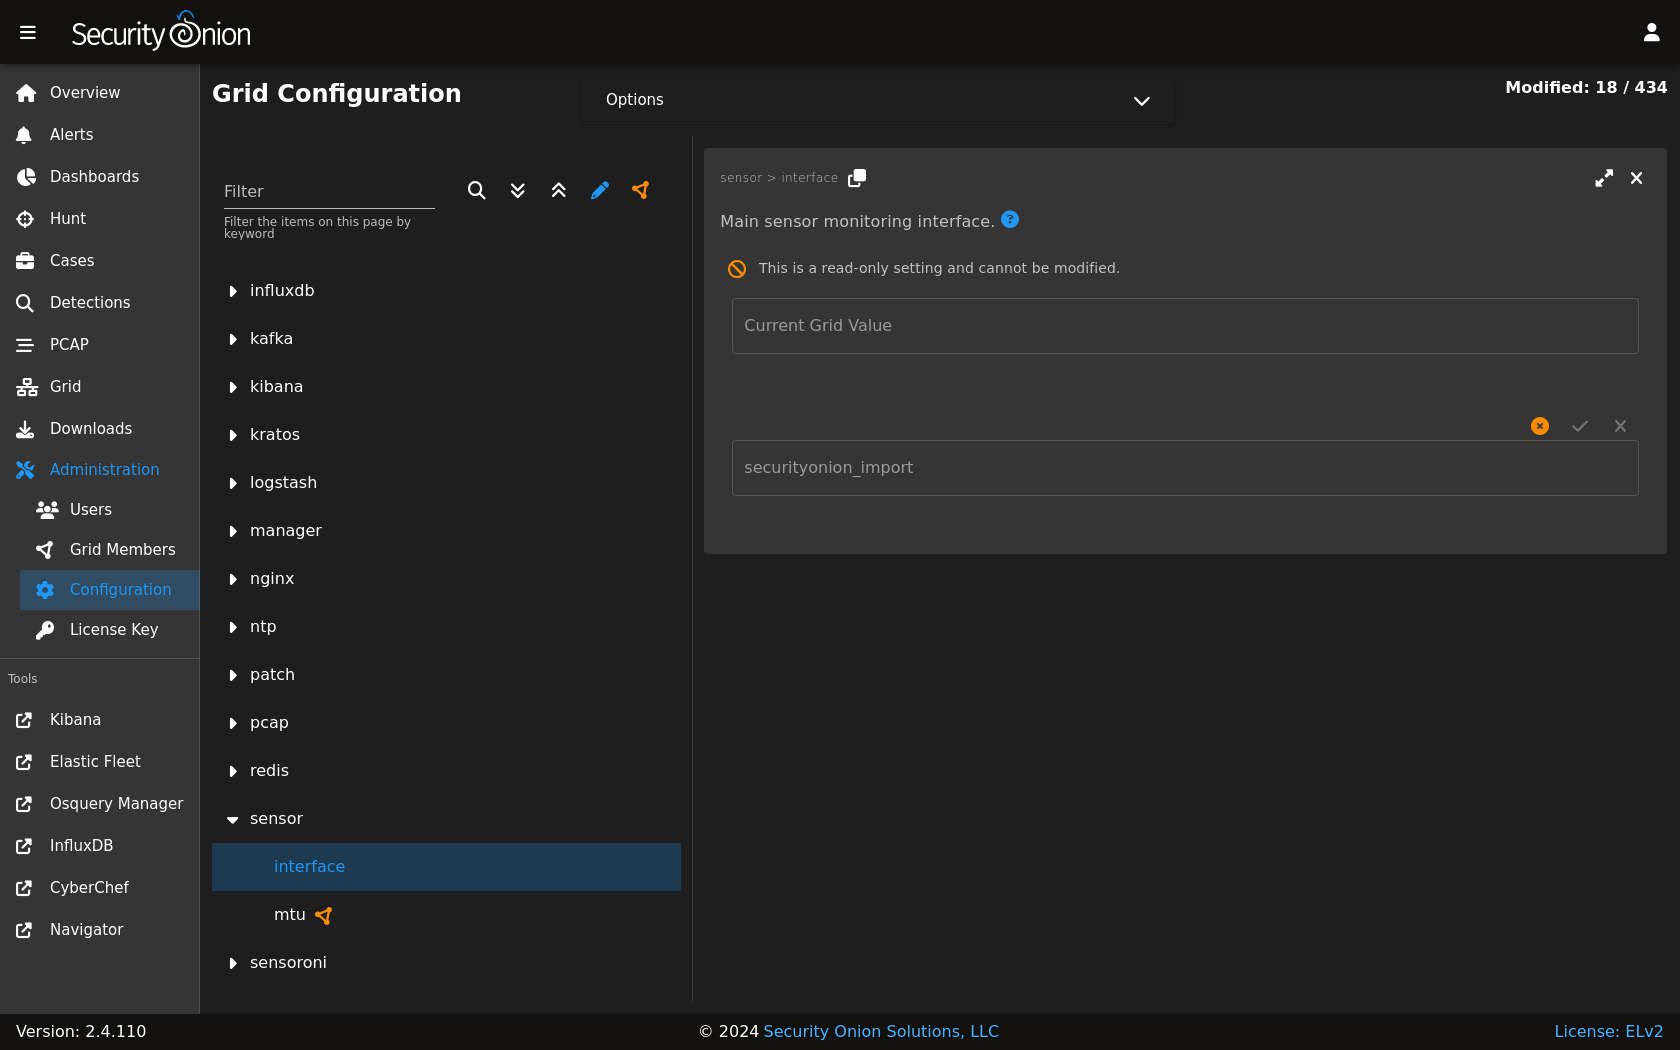 Security Onion
Overview
Alerts
Dashboards
Hunt
Cases
Detections
PCAP
Grid
Downloads
Administration
Users
Grid Members
Configuration
License Key
Tools
Kibana
Elastic Fleet
Osquery Manager
InfluxDB
CyberChef
Navigator
Grid Configuration
Options
Modified: 18 / 434
Filter
Filter the items on this page by
keyword
influxdb
kafka
kibana
kratos
logstash
manager
nginx
ntp
patch
pcap
redis
sensor
interface
mtu
sensoroni
sensor > interface
Main sensor monitoring interface. ?
This is a read-only setting and cannot be modified.
Current Grid Value
securityonion_import
Version: 2.4.110
© 2024 Security Onion Solutions, LLC
License: ELv2